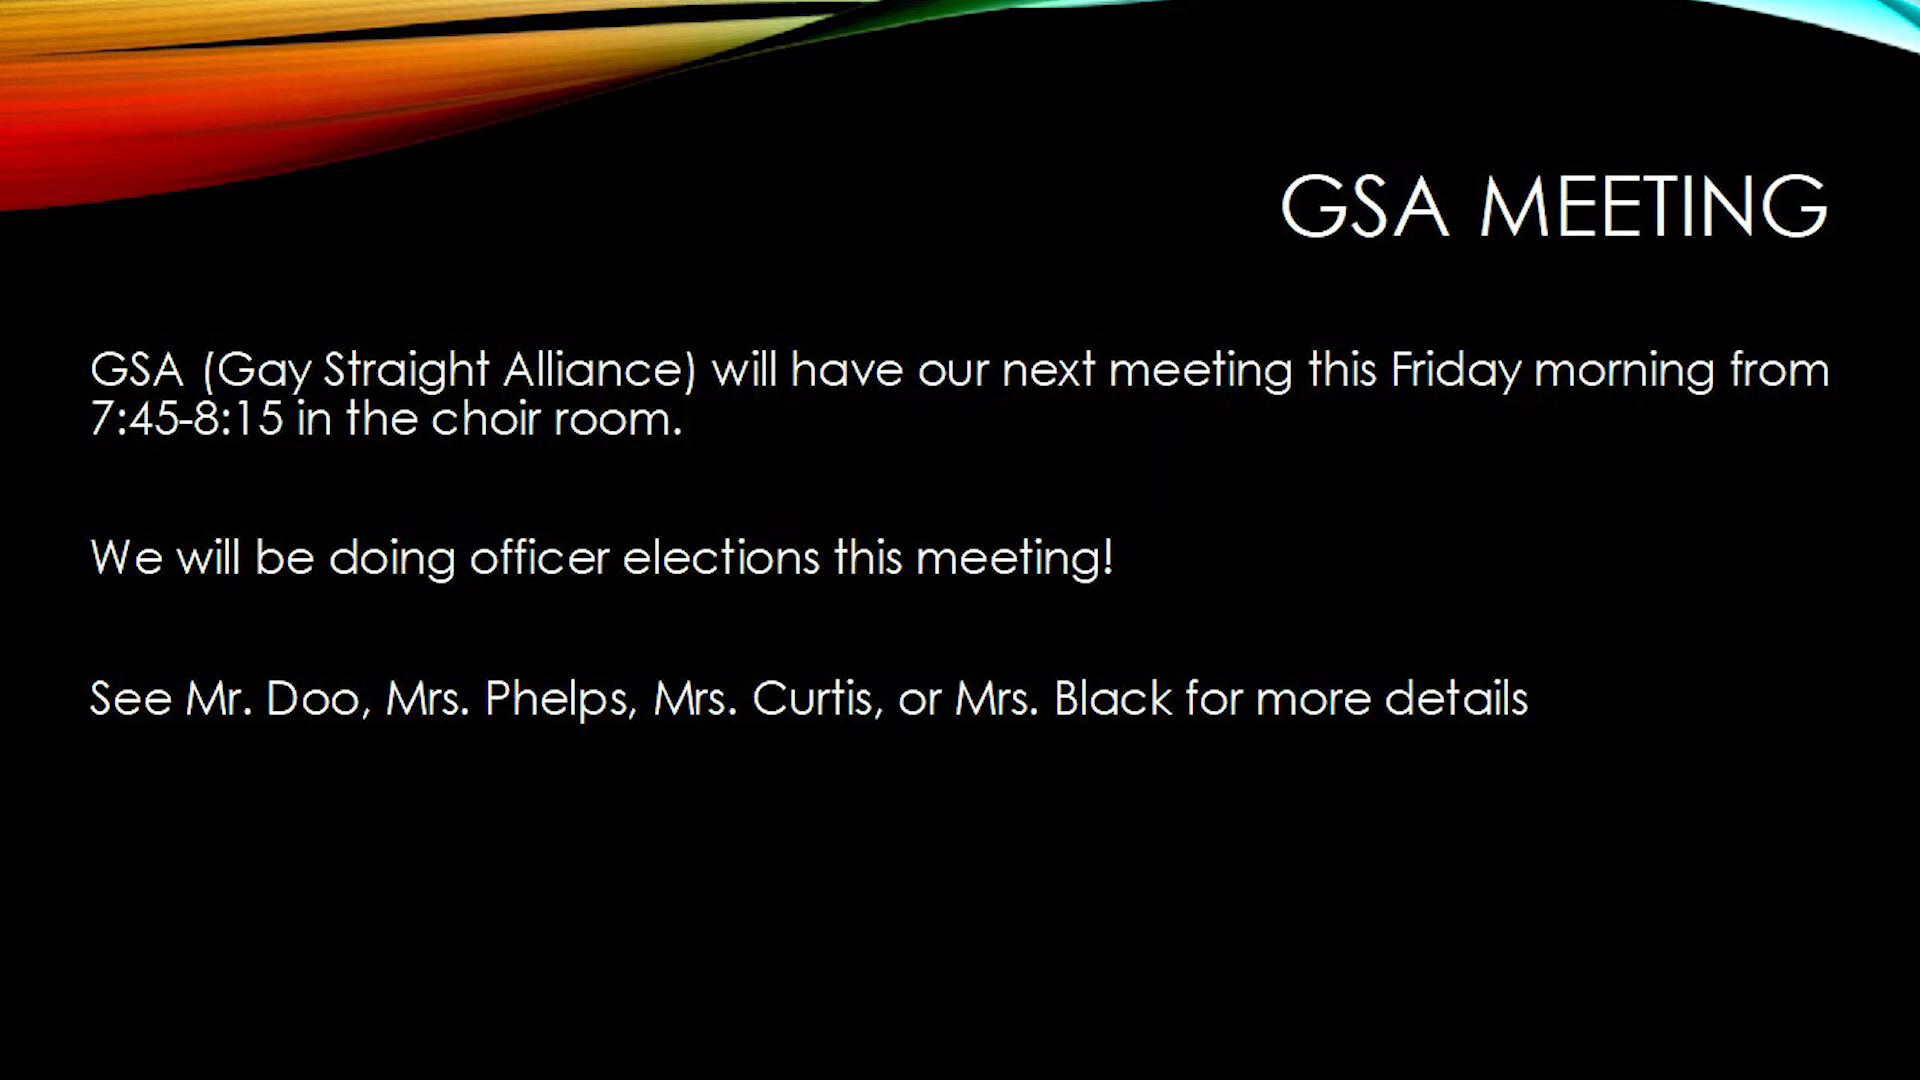 GSA MEETING
GSA (Gay Straight Alliance) will have our next meeting this Friday morning from
7:45-8:15 in the choir room.
We will be doing officer elections this meeting!
See Mr. Doo, Mrs. Phelps, Mrs. Curtis, or Mrs. Black for more details